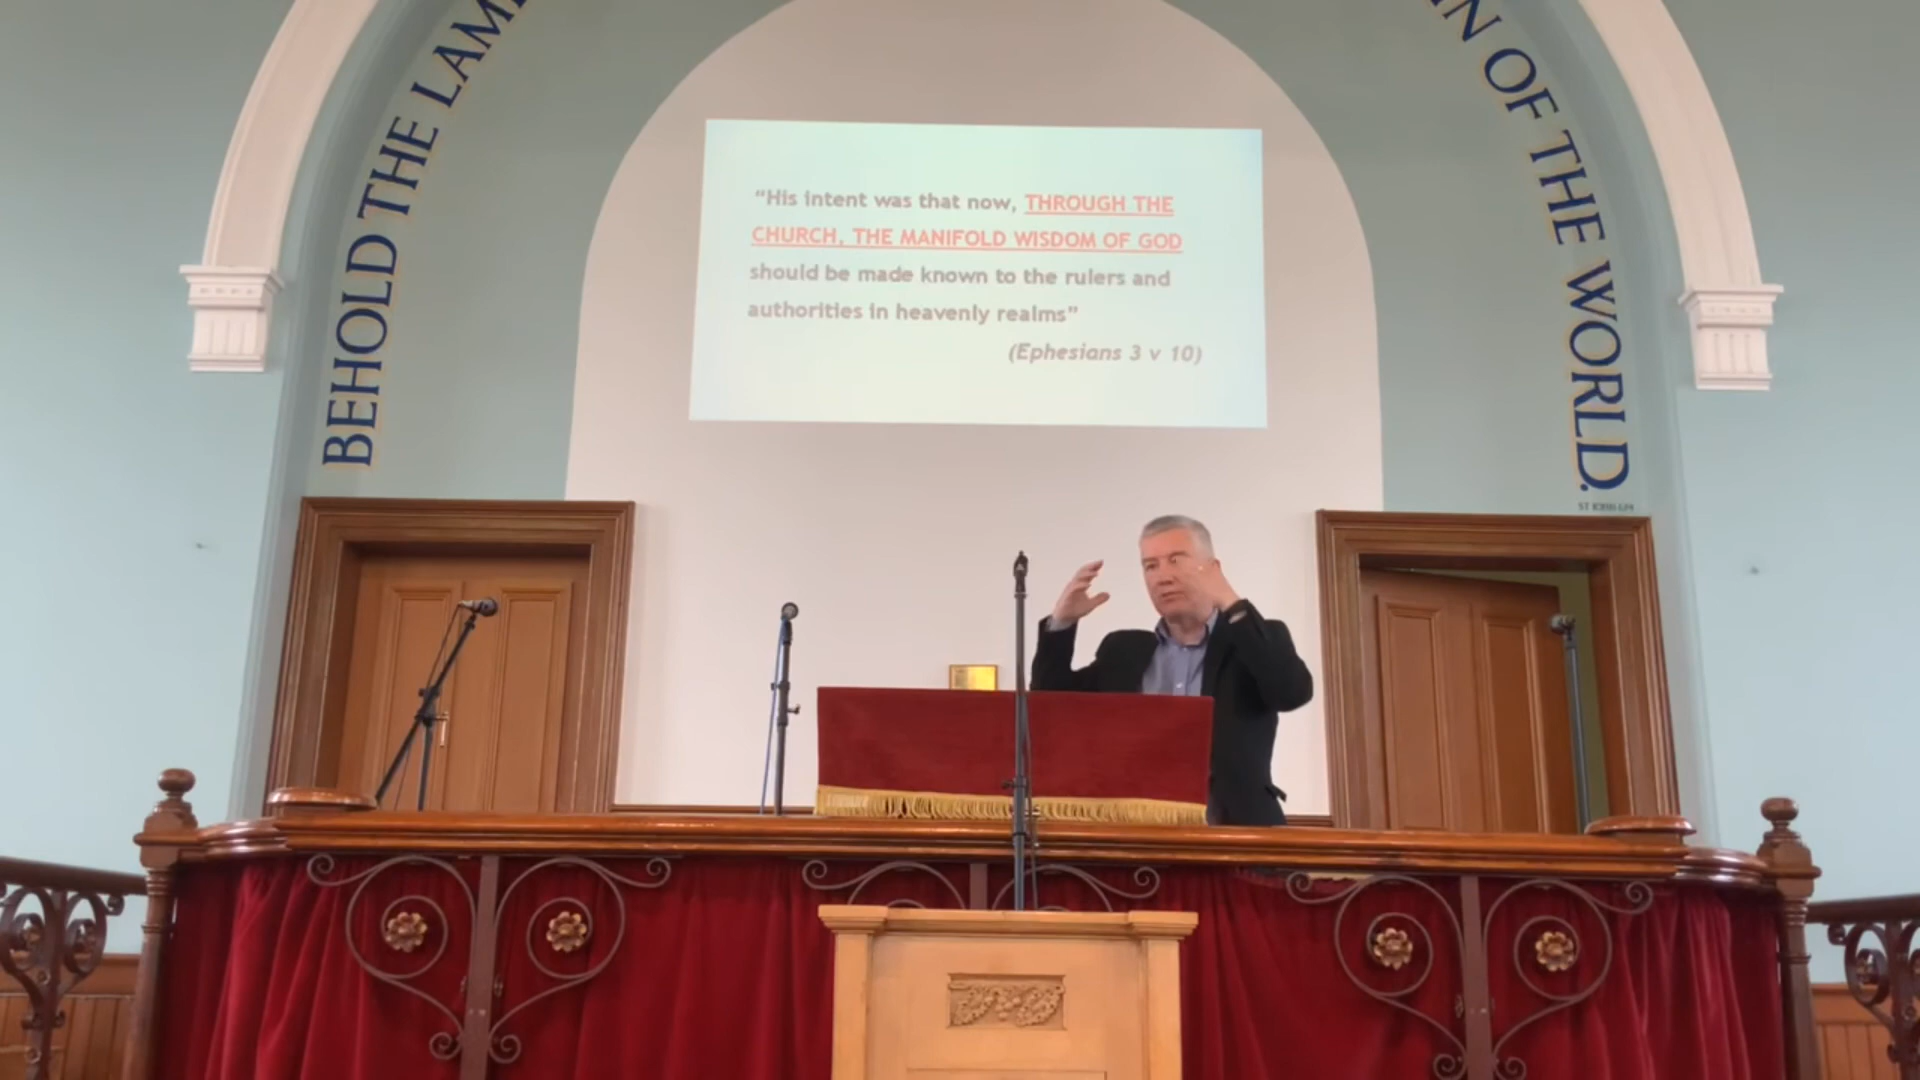 BEHOLD THE LAM
IN OF THE WORLD.
“His intent was that now, THROUGH THE
CHURCH, THE MANIFOLD WISDOM OF GOD
should be made known to the rulers and
authorities in heavenly realms”
(Ephesians 3 v 10)